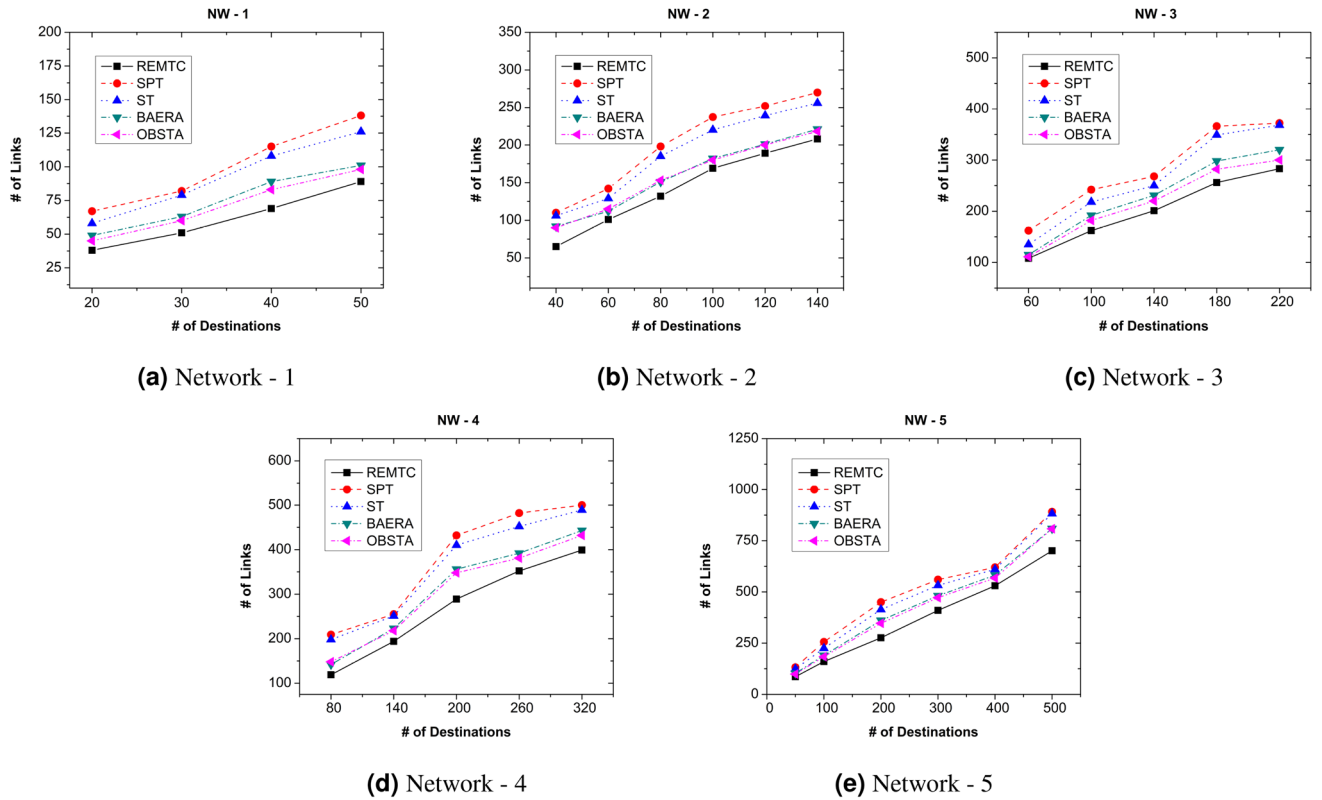 NW - 1
200
175
150
125
100
75
50
25
# of Links
REMTC
SPT
ST
BAERA
OBSTA
20 30 40 50
# of Destinations
(a) Network - 1
NW - 2
350
300
250
200
150
100
50
# of Links
REMTC
SPT
ST
BAERA
OBSTA
40 60 80 100 120 140
# of Destinations
(b) Network - 2
NW - 3
500
400
300
200
100
# of Links
REMTC
SPT
ST
BAERA
OBSTA
60 100 140 180 220
# of Destinations
(c) Network - 3
NW - 4
600
500
400
300
200
100
# of Links
REMTC
SPT
ST
BAERA
OBSTA
80 140 200 260 320
# of Destinations
(d) Network - 4
NW - 5
1250
1000
750
500
250
0
# of Links
REMTC
SPT
ST
BAERA
OBSTA
0 100 200 300 400 500
# of Destinations
(e) Network - 5